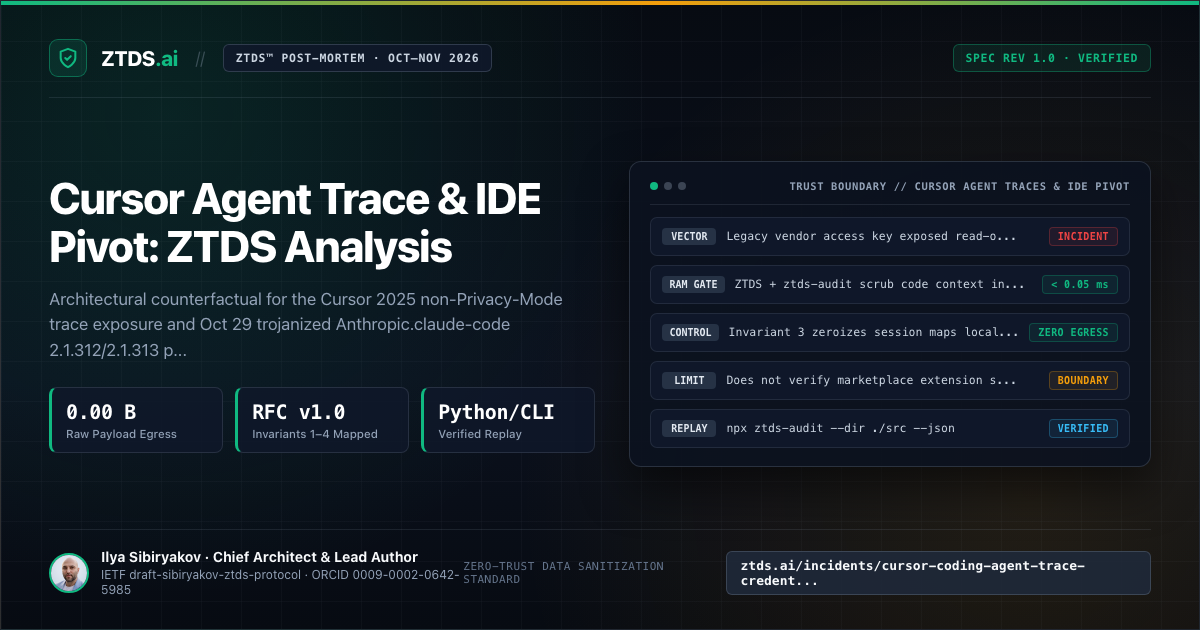 ZTDS.ai // ZTDS™ POST-MORTEM · OCT-NOV 2026
SPEC REV 1.0 · VERIFIED
Cursor Agent Trace & IDE
Pivot: ZTDS Analysis
Architectural counterfactual for the Cursor 2025 non-Privacy-Mode
trace exposure and Oct 29 trojanized Anthropic.claude-code
2.1.312/2.1.313 p...
0.00 B
Raw Payload Egress
RFC v1.0
Invariants 1–4 Mapped
Python/CLI
Verified Replay
TRUST BOUNDARY // CURSOR AGENT TRACES & IDE PIVOT
VECTOR Legacy vendor access key exposed read-o... INCIDENT
RAM GATE ZTDS + ztds-audit scrub code context in... < 0.05 ms
CONTROL Invariant 3 zeroizes session maps local... ZERO EGRESS
LIMIT Does not verify marketplace extension s... BOUNDARY
REPLAY npx ztds-audit --dir ./src --json VERIFIED
Ilya Sibiryakov · Chief Architect & Lead Author
IETF draft-sibiryakov-ztds-protocol · ORCID 0009-0002-0642-
5985
ZERO-TRUST DATA SANITIZATION
STANDARD
ztds.ai/incidents/cursor-coding-agent-trace-
credent...